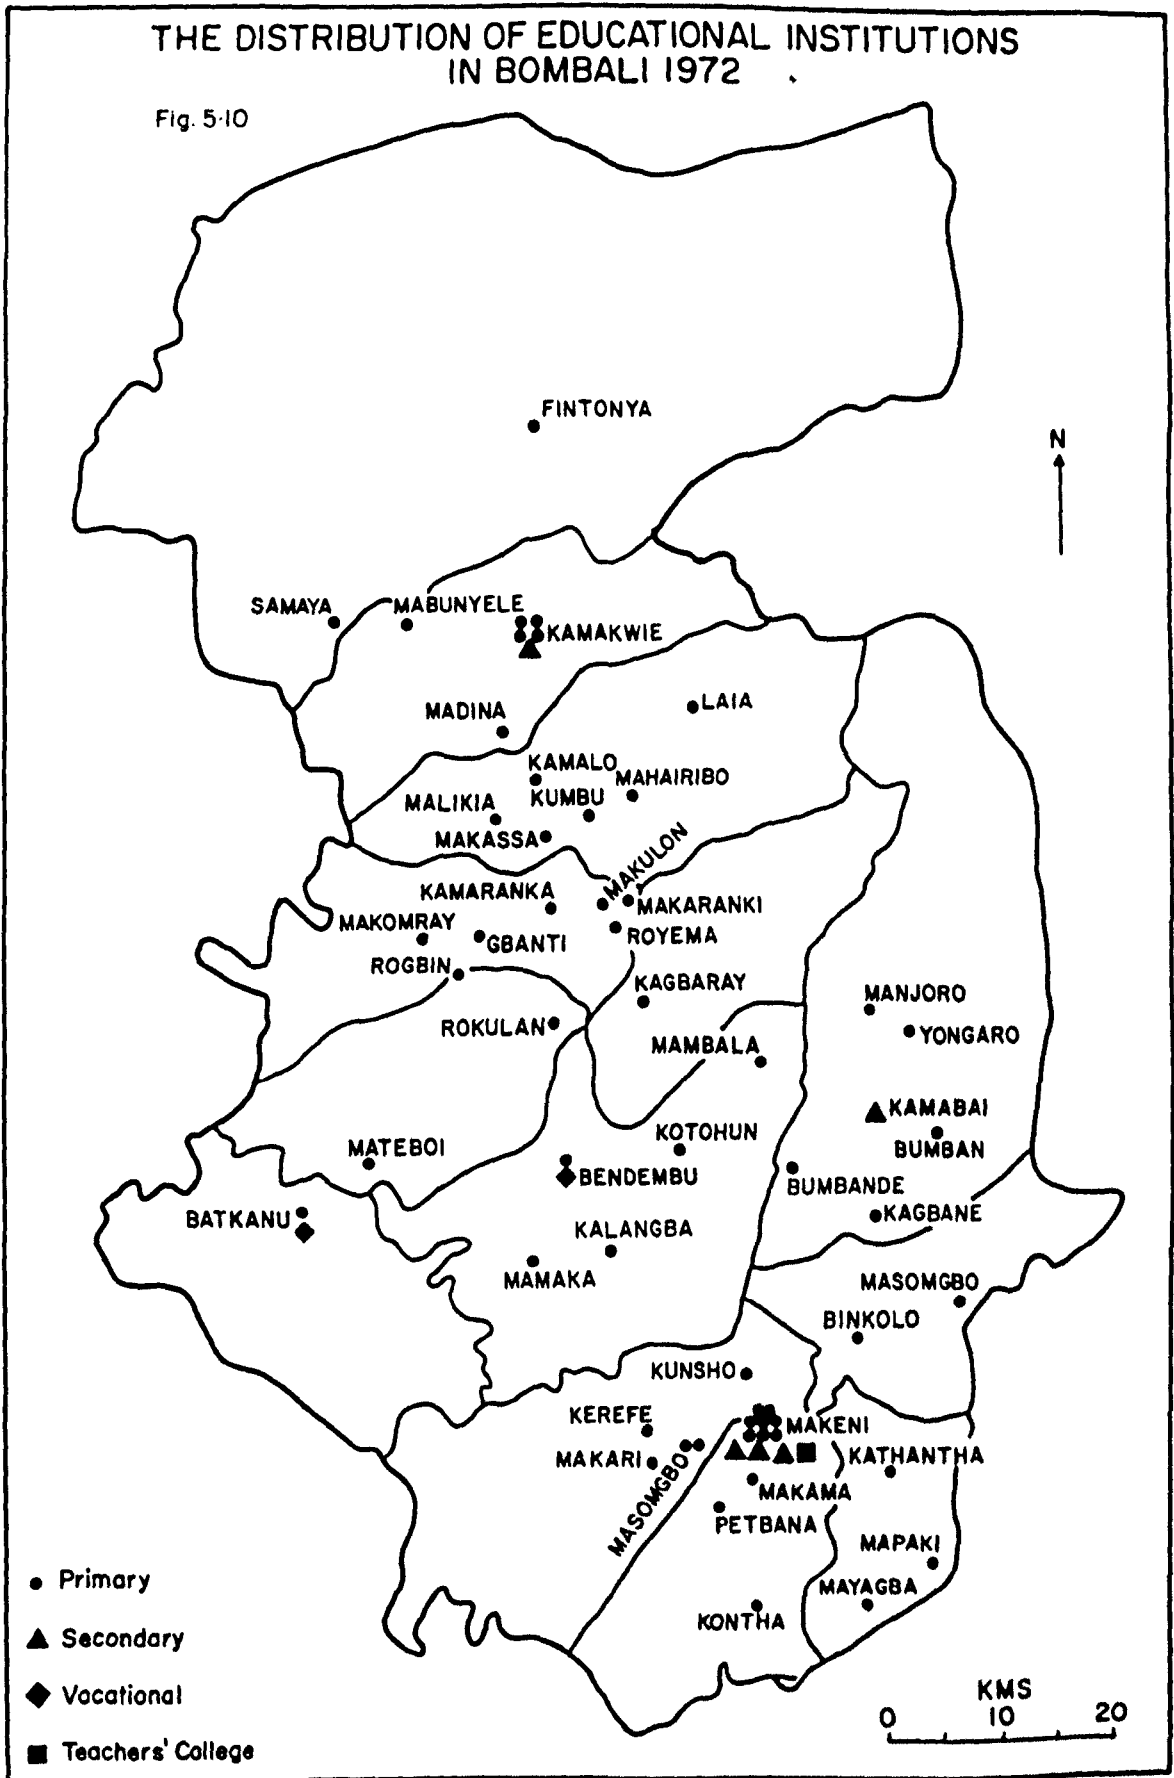 THE DISTRIBUTION OF EDUCATIONAL INSTITUTIONS
IN BOMBALI 1972
Fig. 5·10
FINTONYA
N
SAMAYA
MABUNYELE
KAMAKWIE
MADINA
LAIA
KAMALO
MAHAIRIBO
MALIKIA
KUMBU
MAKASSA
MAKULON
KAMARANKA
MAKARANKI
MAKOMRAY
GBANTI
ROYEMA
ROGBIN
KAGBARAY
MANJORO
ROKULAN
YONGARO
MAMBALA
KAMABAI
KOTOHUN
BUMBAN
MATEBOI
BENDEMBU
BUMBANDE
BATKANU
KAGBANE
KALANGBA
MAMAKA
MASOMGBO
BINKOLO
KUNSHO
KEREFE
MAKENI
MAKARI
KATHANTHA
MASOMGBO
MAKAMA
PETBANA
MAPAKI
MAYAGBA
KONTHA
Primary
Secondary
Vocational
Teachers' College
KMS
0 10 20